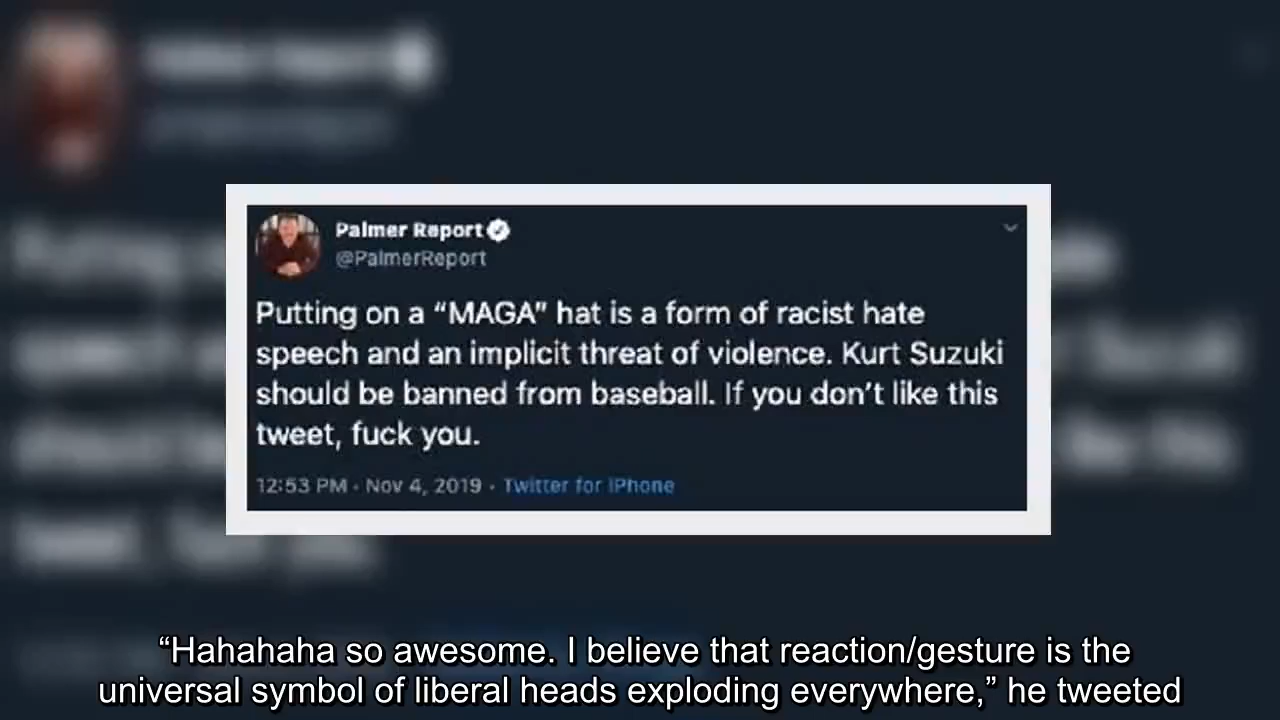 Palmer Report
@PalmerReport
Putting on a “MAGA” hat is a form of racist hate
speech and an implicit threat of violence. Kurt Suzuki
should be banned from baseball. If you don’t like this
tweet, fuck you.
12:53 PM · Nov 4, 2019 · Twitter for iPhone
“Hahahaha so awesome. I believe that reaction/gesture is the
universal symbol of liberal heads exploding everywhere,” he tweeted